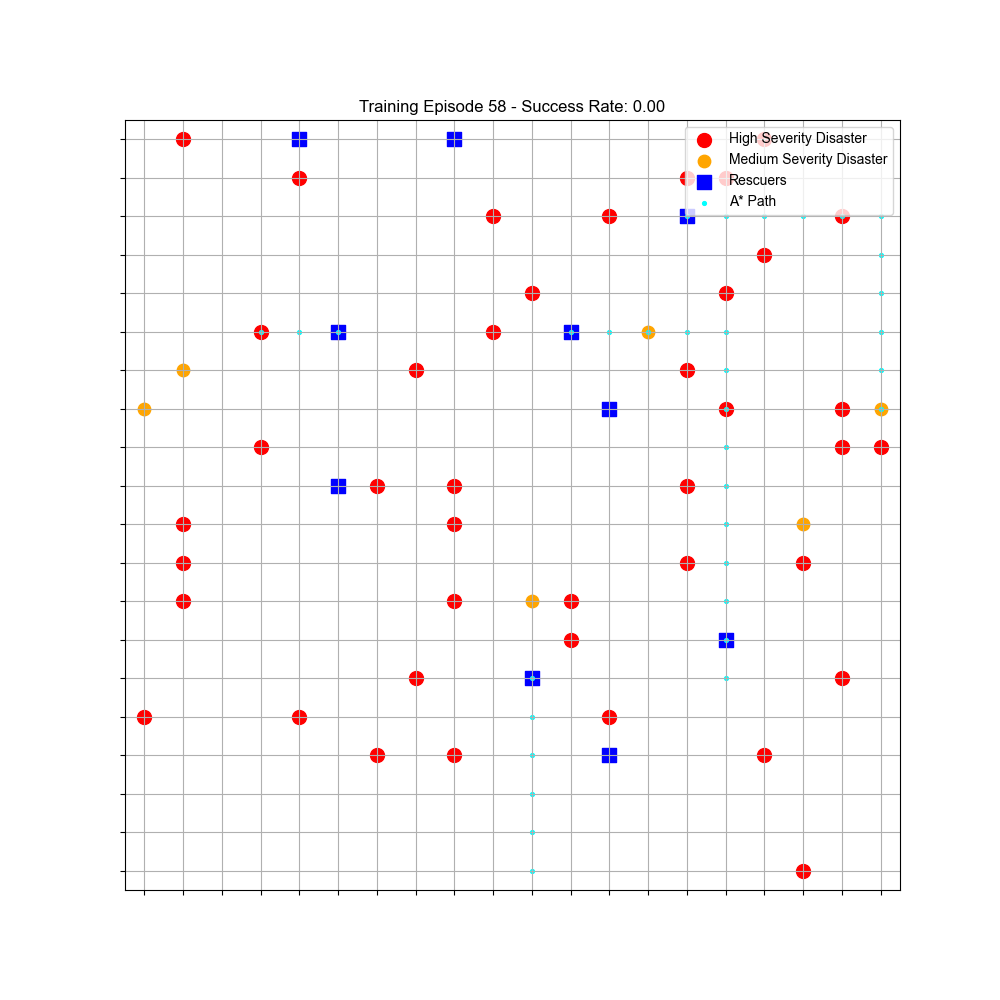 Training Episode 58 - Success Rate: 0.00
High Severity Disaster
Medium Severity Disaster
Rescuers
A* Path